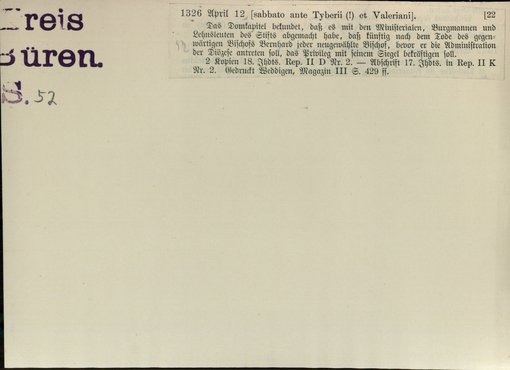 Kreis
Büren.
S. 52
1326 April 12 [sabbato ante Tyberii (!) et Valeriani]. [22
Das Domkapitel bekundet, daß es mit den Ministerialen, Burgmannen und
Lehnsleuten des Stifts abgemacht habe, daß künftig nach dem Tode des gegen-
wärtigen Bischofs Bernhard jeder neugewählte Bischof, bevor er die Administration
der Diözese antreten soll, das Privileg mit seinem Siegel bekräftigen soll.
2 Kopien 18. Jhdts. Rep. II D Nr. 2. — Abschrift 17. Jhdts. in Rep. II K
Nr. 2. Gedruckt Weddigen, Magazin III S. 429 ff.